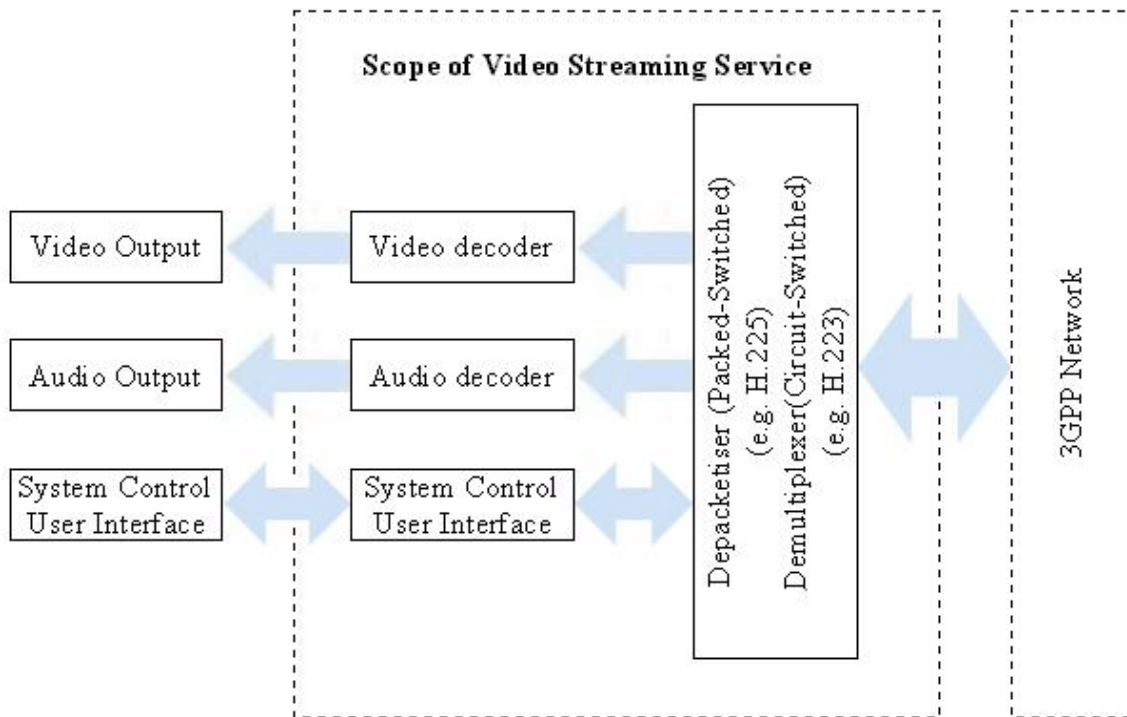 Scope of Video Streaming Service
Video Output
Video decoder
Audio Output
Audio decoder
System Control
User Interface
System Control
User Interface
Depacketiser (Packed-Switched)
(e.g. H.225)
Demultiplexer(Circuit-Switched)
(e.g. H.223)
3GPP Network